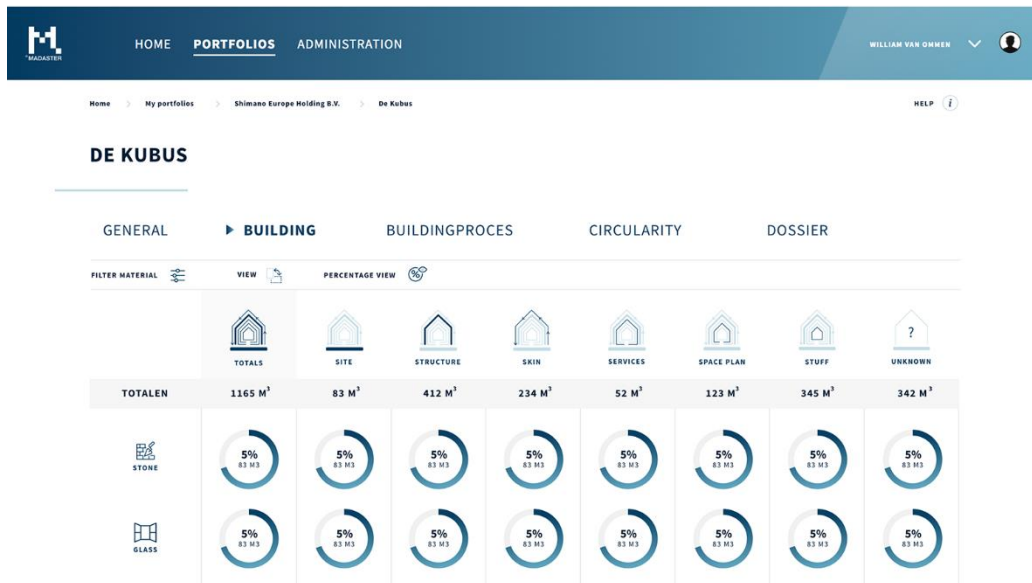 MADASTER
HOME PORTFOLIOS ADMINISTRATION
WILLIAM VAN OMMEN
Home > My portfolios > Shimano Europe Holding B.V. > De Kubus
HELP i
DE KUBUS
GENERAL BUILDING BUILDINGPROCES CIRCULARITY DOSSIER
FILTER MATERIAL VIEW PERCENTAGE VIEW %
?
TOTALS SITE STRUCTURE SKIN SERVICES SPACE PLAN STUFF UNKNOWN
TOTALEN 1165 M³ 83 M³ 412 M³ 234 M³ 52 M³ 123 M³ 345 M³ 342 M³
5% 5% 5% 5% 5% 5% 5% 5%
83 M3 83 M3 83 M3 83 M3 83 M3 83 M3 83 M3 83 M3
STONE
5% 5% 5% 5% 5% 5% 5% 5%
83 M3 83 M3 83 M3 83 M3 83 M3 83 M3 83 M3 83 M3
GLASS